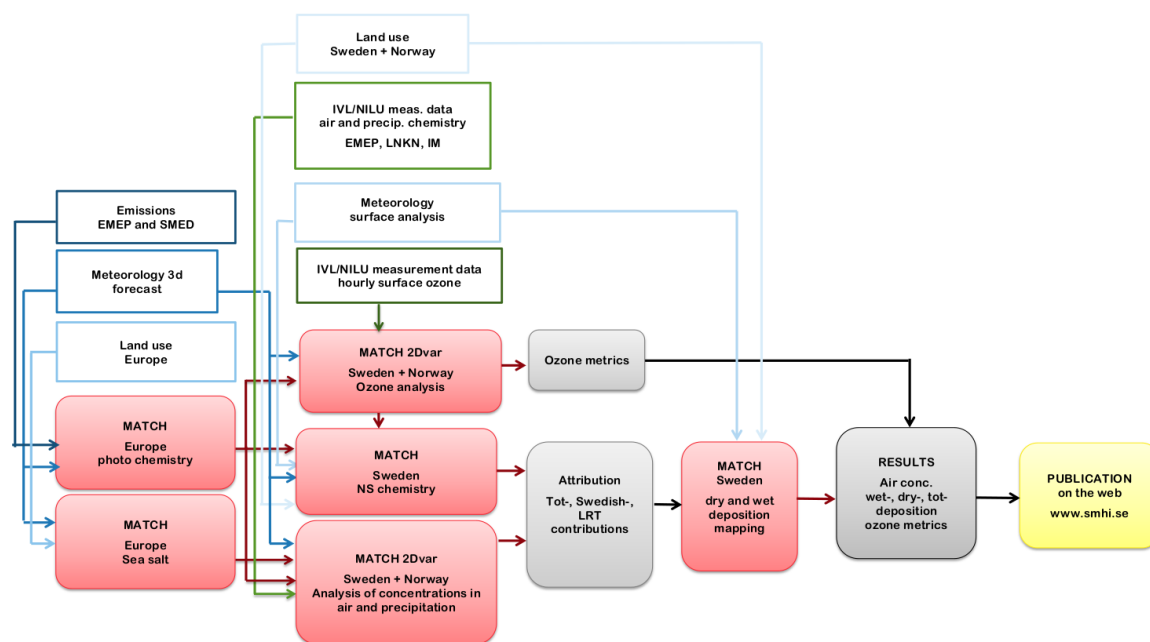 Land use
Sweden + Norway
IVL/NILU meas. data
air and precip. chemistry
EMEP, LNKN, IM
Meteorology
surface analysis
Emissions
EMEP and SMED
Meteorology 3d
forecast
IVL/NILU measurement data
hourly surface ozone
Land use
Europe
MATCH 2Dvar
Sweden + Norway
Ozone analysis
Ozone metrics
MATCH
Europe
photo chemistry
MATCH
Sweden
NS chemistry
Attribution
Tot-, Swedish-,
LRT
contributions
MATCH
Sweden
dry and wet
deposition
mapping
RESULTS
Air conc.
wet-, dry-, tot-
deposition
ozone metrics
PUBLICATION
on the web
www.smhi.se
MATCH
Europe
Sea salt
MATCH 2Dvar
Sweden + Norway
Analysis of concentrations in
air and precipitation